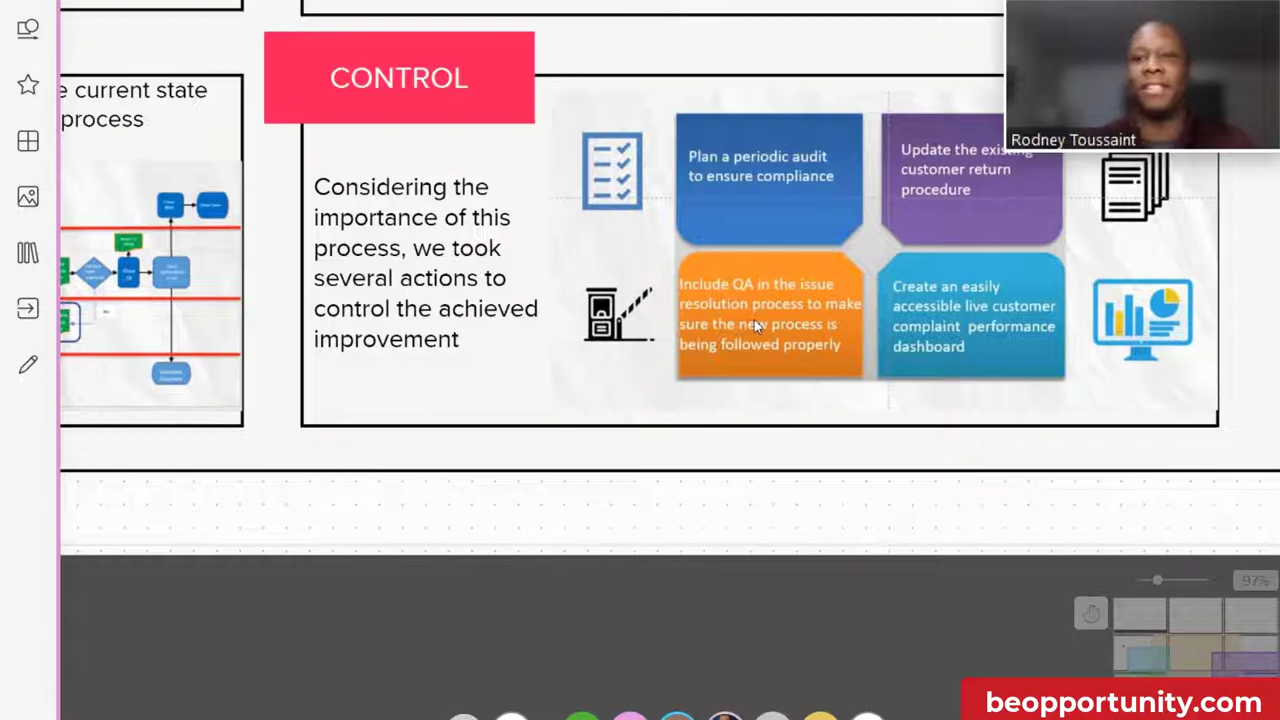 e current state
process
CONTROL
Considering the
importance of this
process, we took
several actions to
control the achieved
improvement
Plan a periodic audit
to ensure compliance
Update the existing
customer return
procedure
Include QA in the issue
resolution process to make
sure the new process is
being followed properly
Create an easily
accessible live customer
complaint performance
dashboard
Rodney Toussaint
97%
beopportunity.com